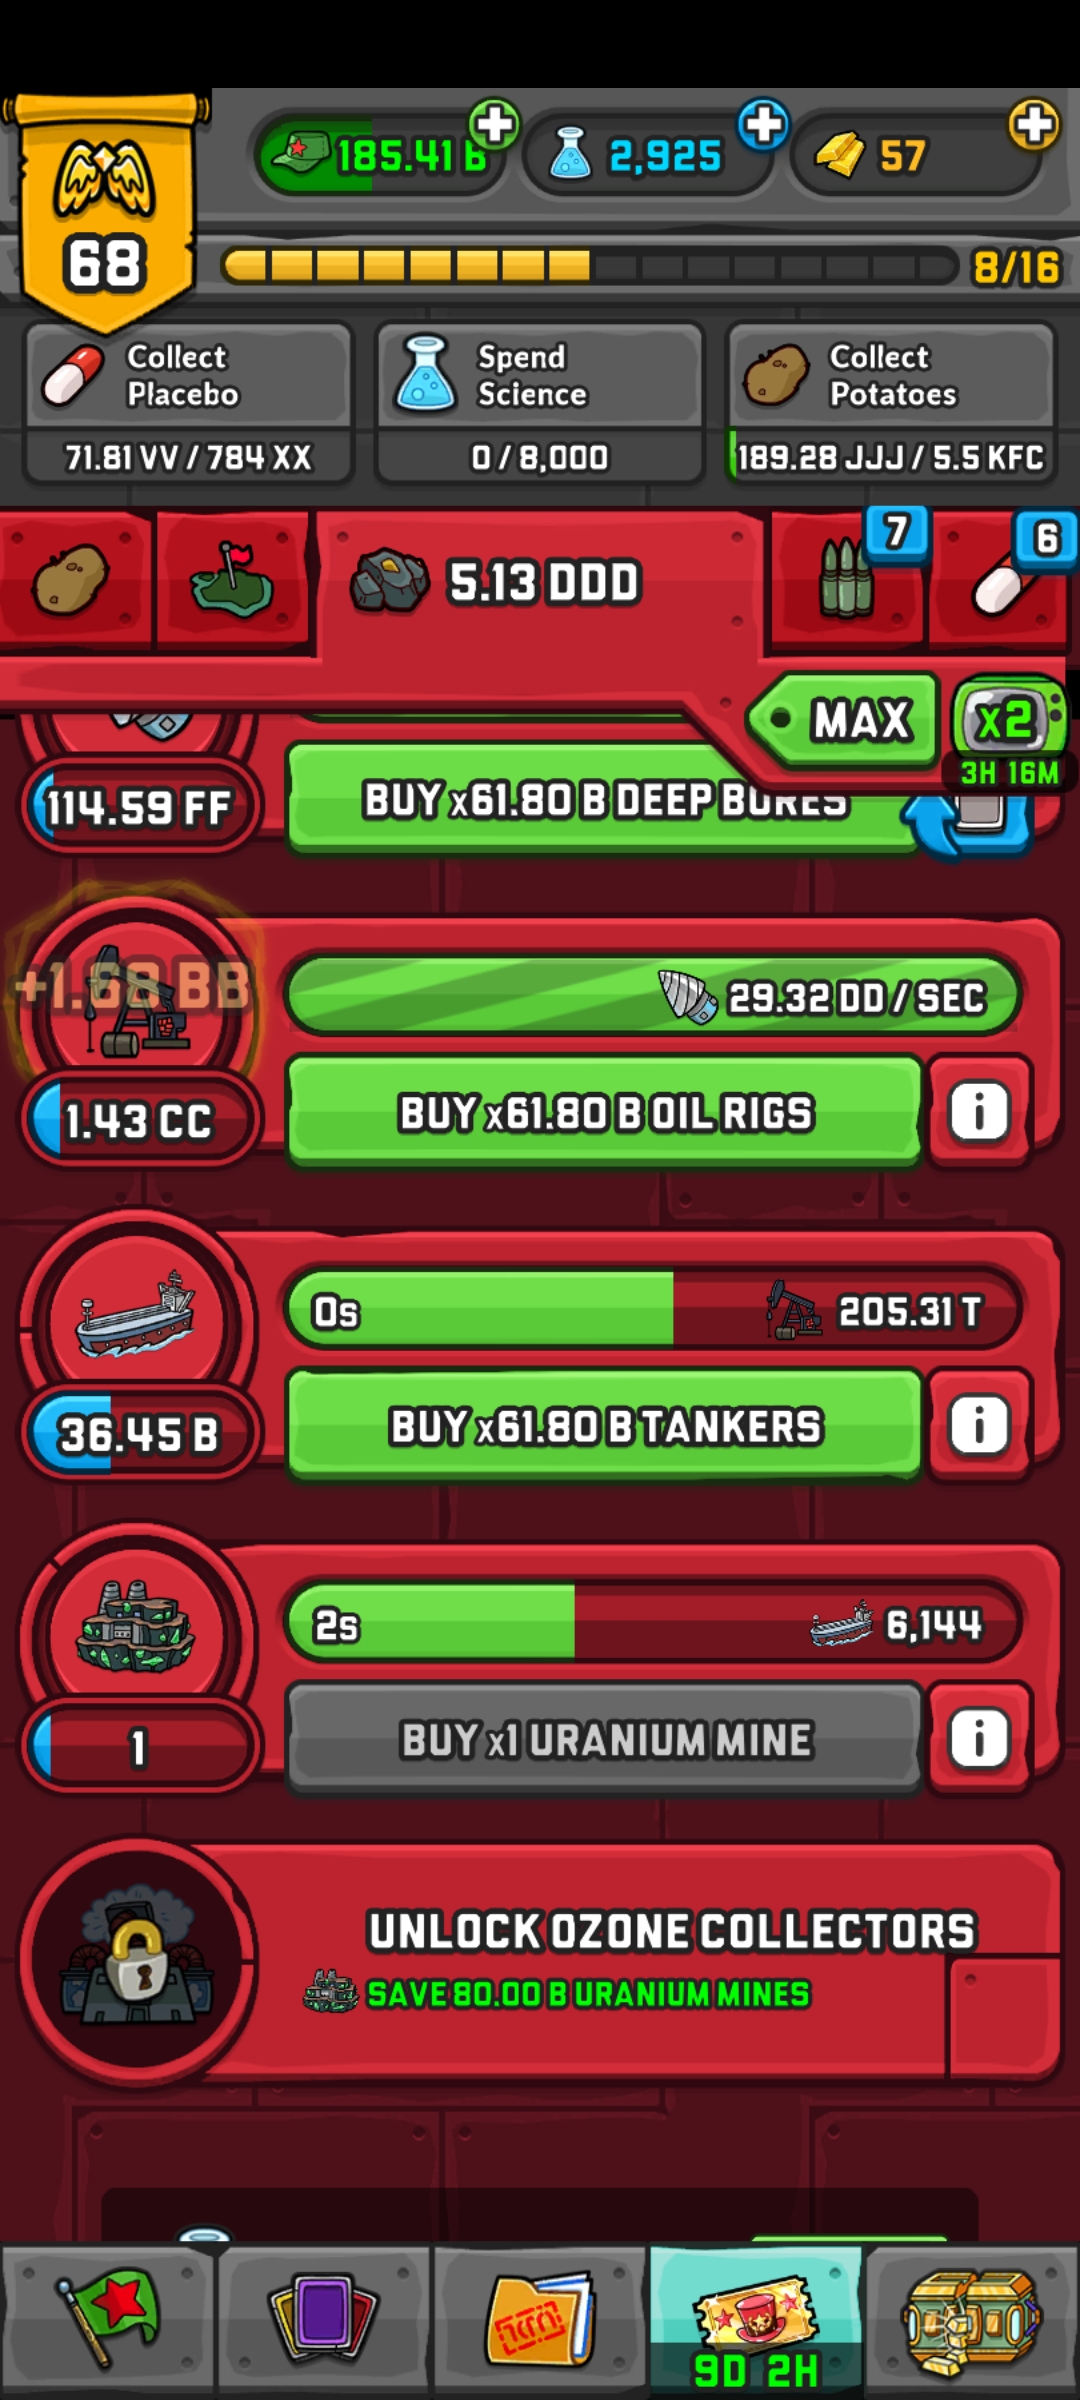 185.41 B
2,925
57
68
8/16
Collect
Placebo
71.81 VV / 784 XX
Spend
Science
0 / 8,000
Collect
Potatoes
189.28 JJJ / 5.5 KFC
5.13 DDD
7
6
MAX
x2
3H 16M
114.59 FF
BUY x61.80 B DEEP BORES
+1.68 BB
29.32 DD / SEC
1.43 CC
BUY x61.80 B OIL RIGS
0s
205.31 T
36.45 B
BUY x61.80 B TANKERS
2s
6,144
1
BUY x1 URANIUM MINE
UNLOCK OZONE COLLECTORS
SAVE 80.00 B URANIUM MINES
9D 2H